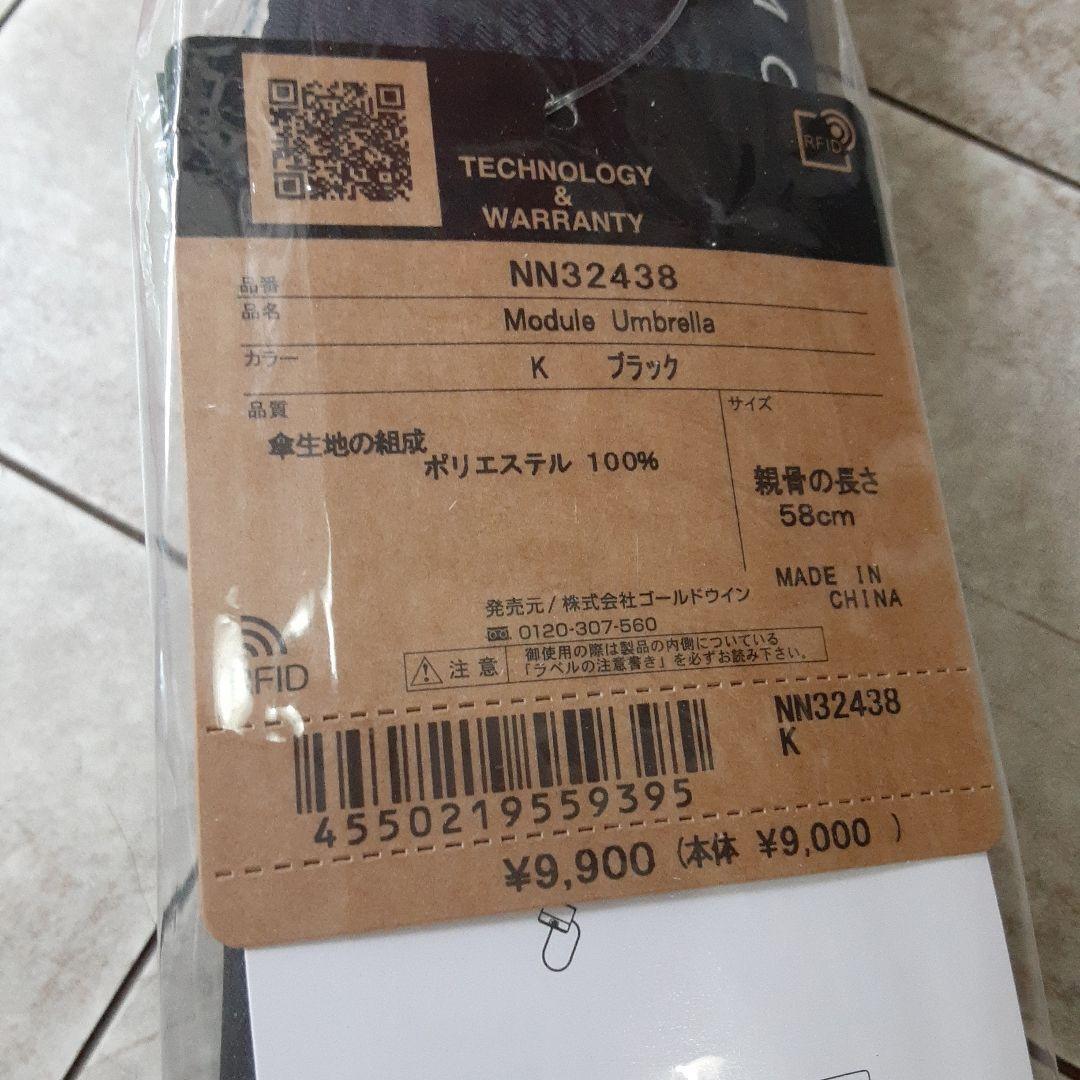 RFID
TECHNOLOGY
&
WARRANTY
品番 NN32438
品名 Module Umbrella
カラー K ブラック
品質
傘生地の組成
ポリエステル 100%
サイズ
親骨の長さ
58cm
MADE IN
CHINA
発売元/株式会社ゴールドウイン
0120-307-560
注意
御使用の際は製品の内側についている
「ラベルの注意書き」を必ずお読み下さい。
RFID
NN32438
K
4550219559395
¥9,900 (本体 ¥9,000 )